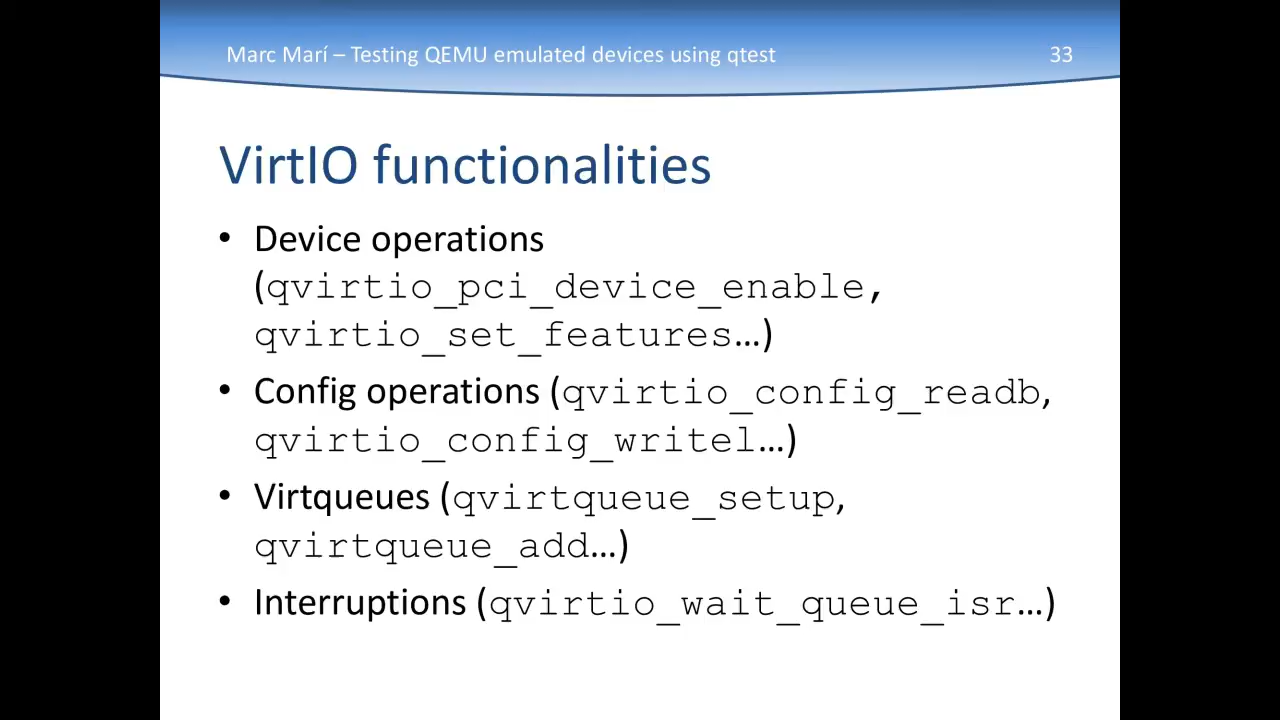 Marc Marí – Testing QEMU emulated devices using qtest 33
VirtIO functionalities
• Device operations
(qvirtio_pci_device_enable,
qvirtio_set_features…)
• Config operations (qvirtio_config_readb,
qvirtio_config_writel…)
• Virtqueues (qvirtqueue_setup,
qvirtqueue_add…)
• Interruptions (qvirtio_wait_queue_isr…)